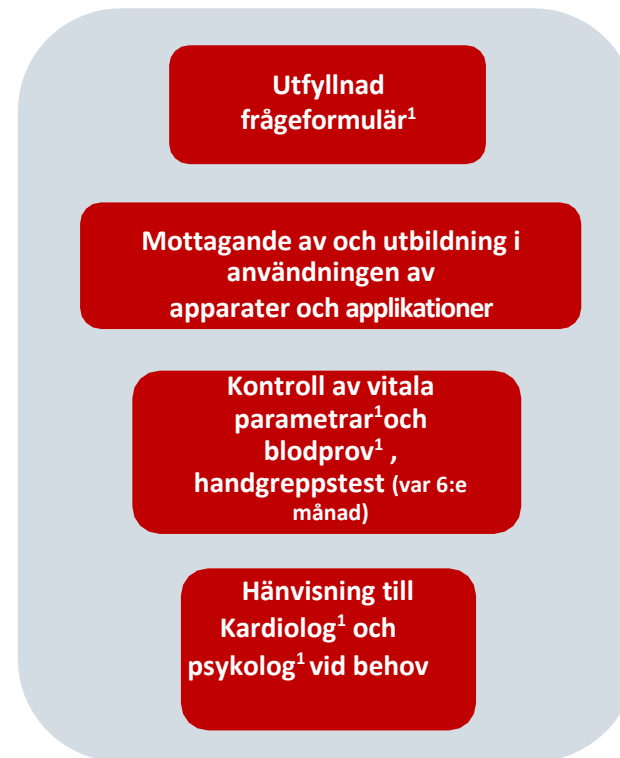 Utfyllnad
frågeformulär¹
Mottagande av och utbildning i
användningen av
apparater och applikationer
Kontroll av vitala
parametrar¹och
blodprov¹ ,
handgreppstest (var 6:e
månad)
Hänvisning till
Kardiolog¹ och
psykolog¹ vid behov